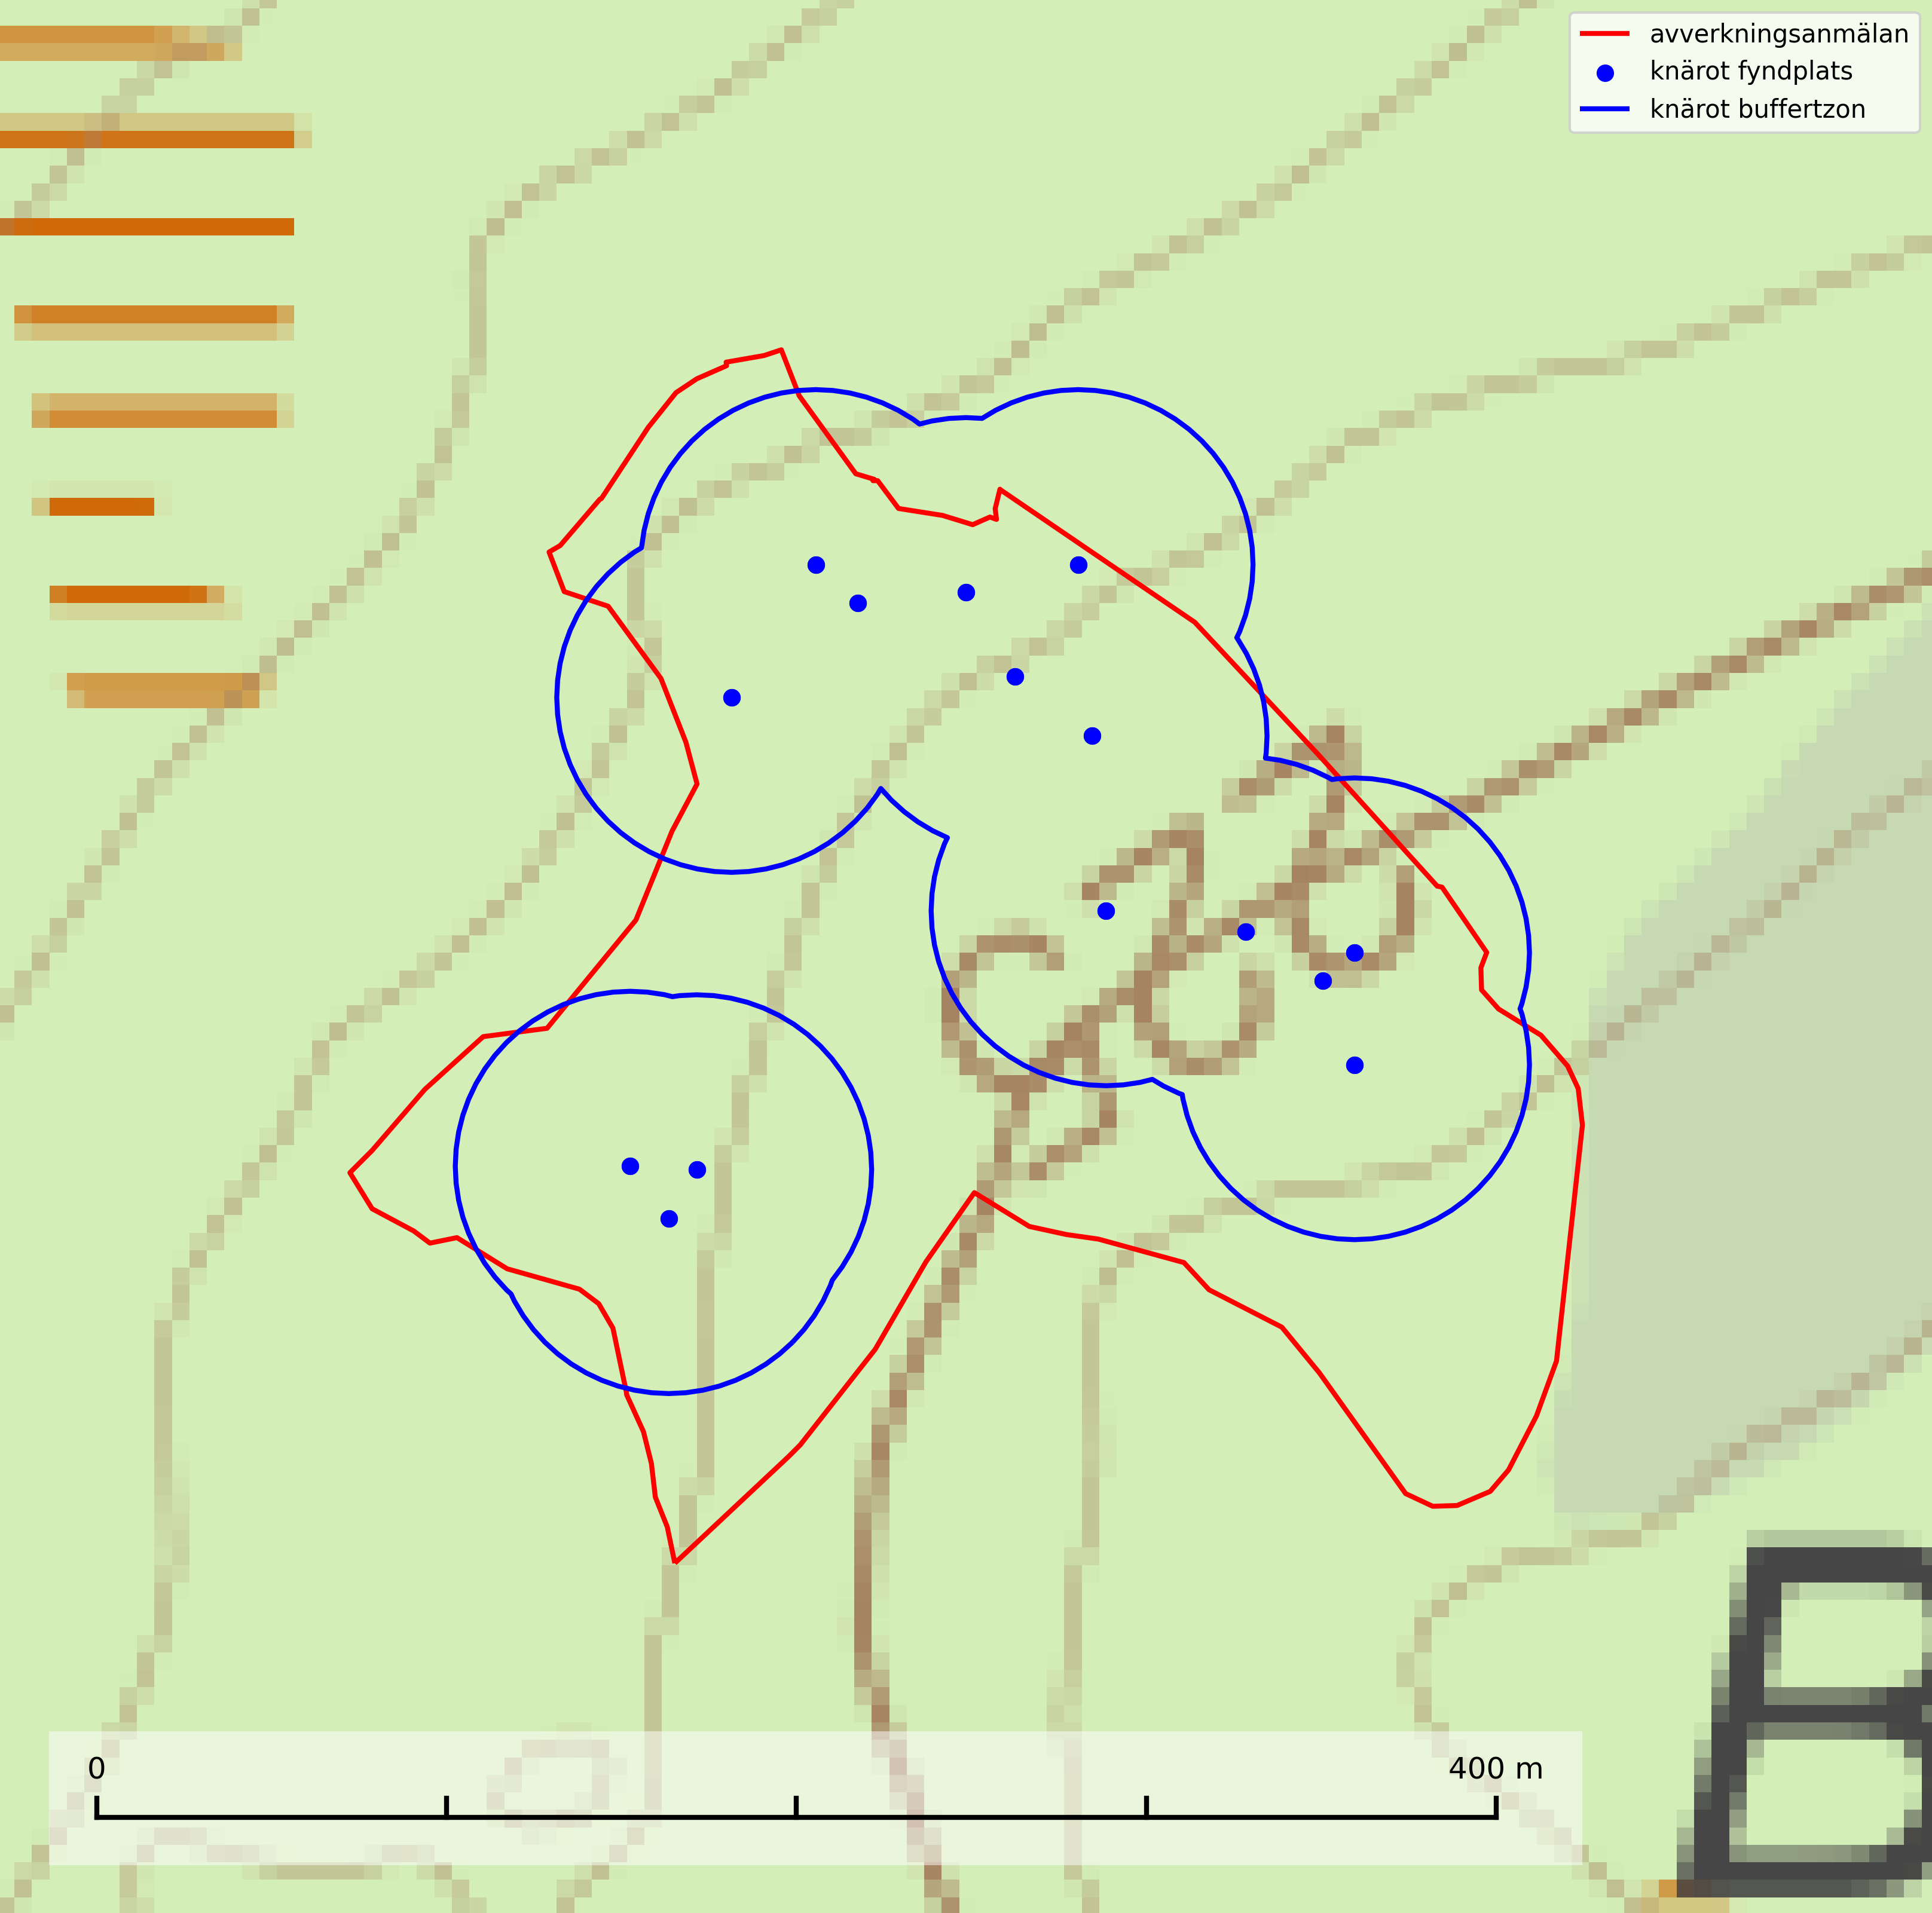 avverkningsanmälan
knärot fyndplats
knärot buffertzon
0
400 m